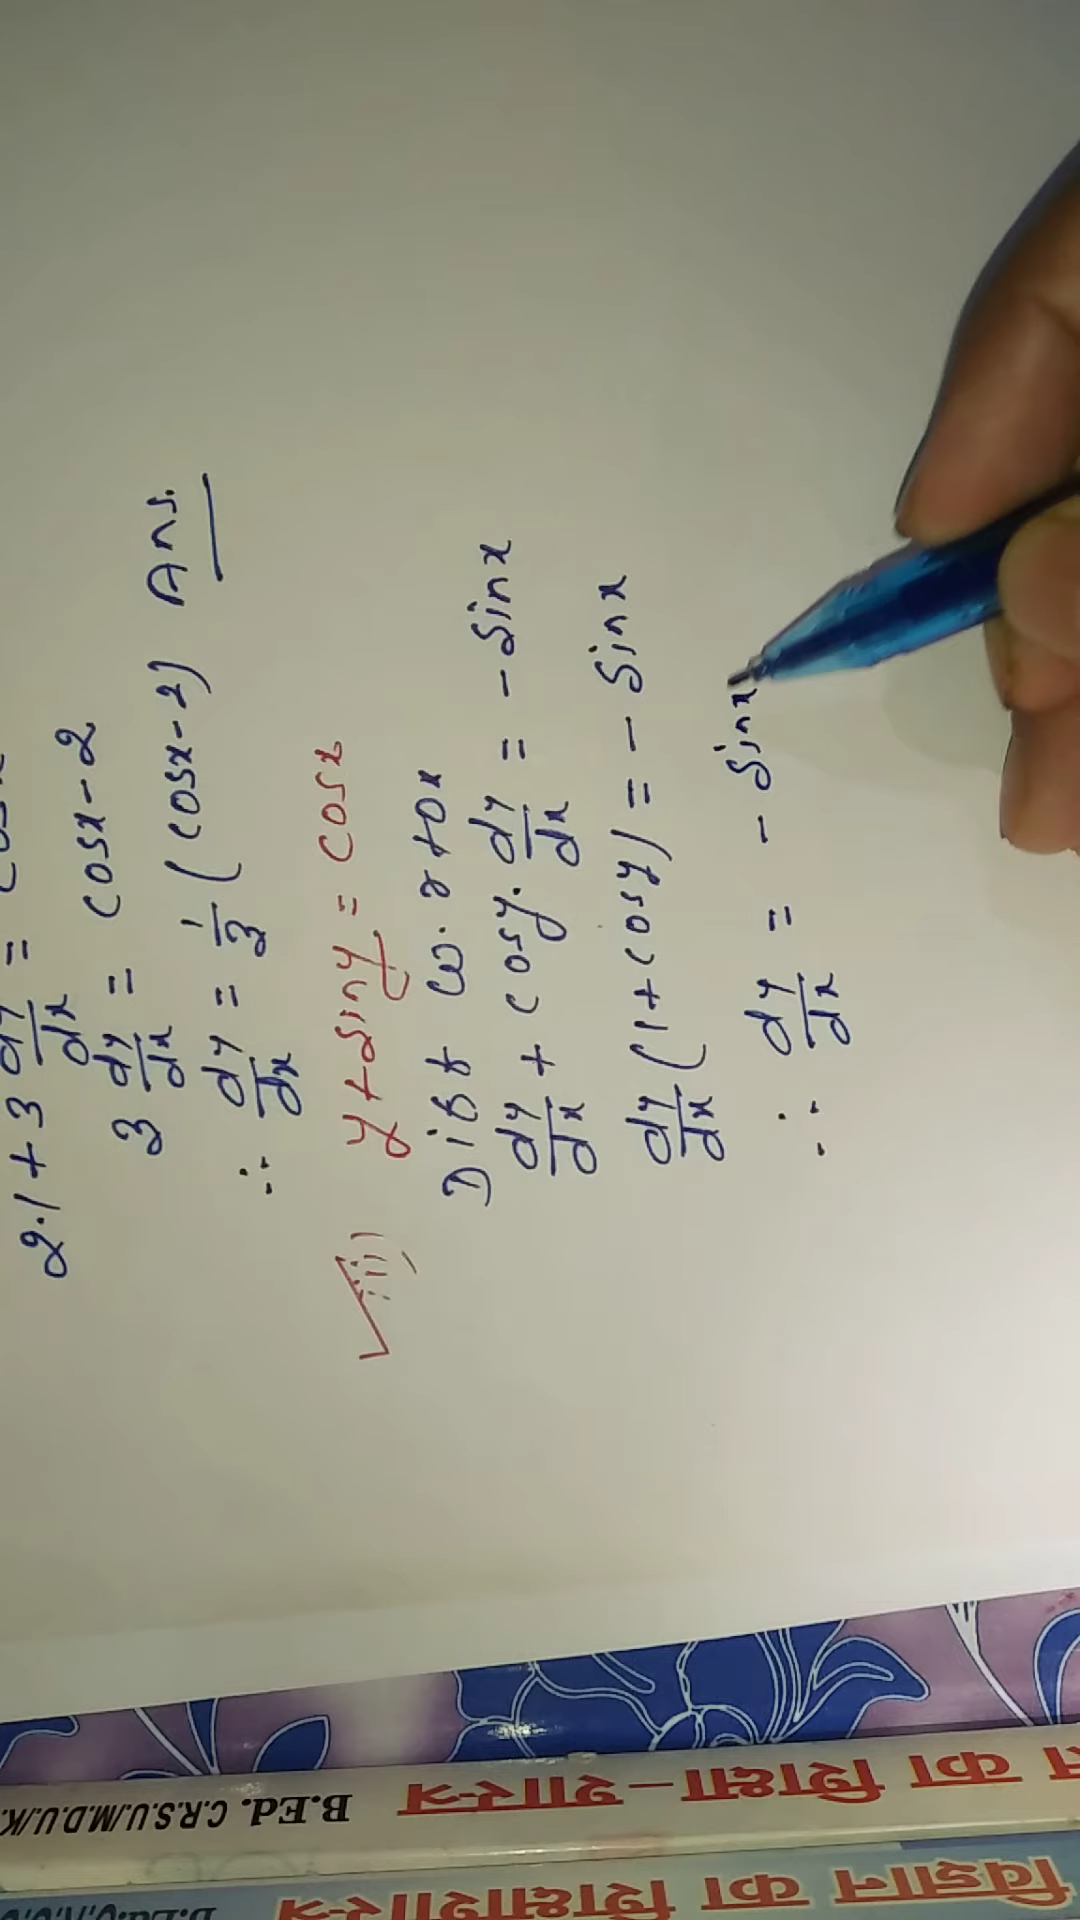 2.1 + 3 dy/dx =
3 dy/dx = cosx - 2
∴ dy/dx = 1/3 (cosx - 2) Ans.
iii) y + siny = cosx
Diff w.r to x
dy/dx + cosy. dy/dx = - sinx
dy/dx (1 + cosy) = - sinx
∴ dy/dx = - sinx
B.Ed. C.R.S.U/M.D.U/K.
का शिक्षा-शास्त्र
विज्ञान का शिक्षाशास्त्र